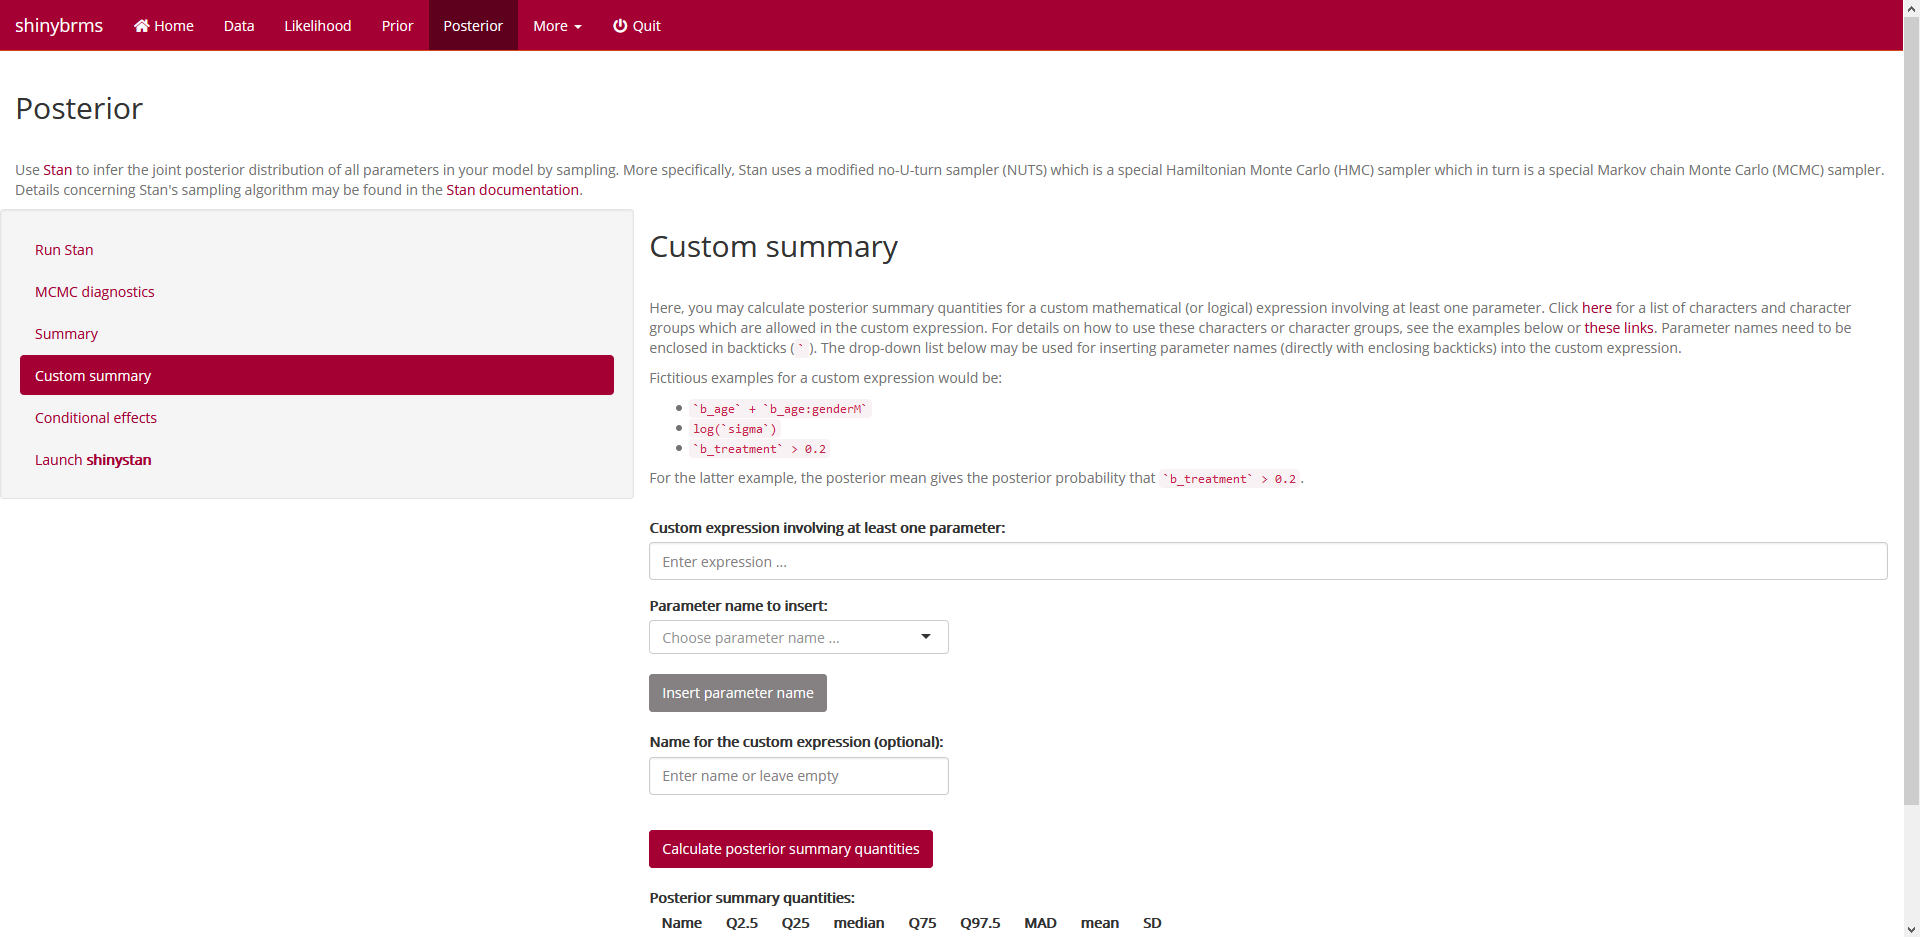 shinybrms Home Data Likelihood Prior Posterior More Quit
Posterior
Use Stan to infer the joint posterior distribution of all parameters in your model by sampling. More specifically, Stan uses a modified no-U-turn sampler (NUTS) which is a special Hamiltonian Monte Carlo (HMC) sampler which in turn is a special Markov chain Monte Carlo (MCMC) sampler.
Details concerning Stan's sampling algorithm may be found in the Stan documentation.
Run Stan
MCMC diagnostics
Summary
Custom summary
Conditional effects
Launch shinystan
Custom summary
Here, you may calculate posterior summary quantities for a custom mathematical (or logical) expression involving at least one parameter. Click here for a list of characters and character
groups which are allowed in the custom expression. For details on how to use these characters or character groups, see the examples below or these links. Parameter names need to be
enclosed in backticks (`). The drop-down list below may be used for inserting parameter names (directly with enclosing backticks) into the custom expression.
Fictitious examples for a custom expression would be:
`b_age` + `b_age:genderM`
log(`sigma`)
`b_treatment` > 0.2
For the latter example, the posterior mean gives the posterior probability that `b_treatment` > 0.2.
Custom expression involving at least one parameter:
Enter expression ...
Parameter name to insert:
Choose parameter name ...
Insert parameter name
Name for the custom expression (optional):
Enter name or leave empty
Calculate posterior summary quantities
Posterior summary quantities:
Name Q2.5 Q25 median Q75 Q97.5 MAD mean SD